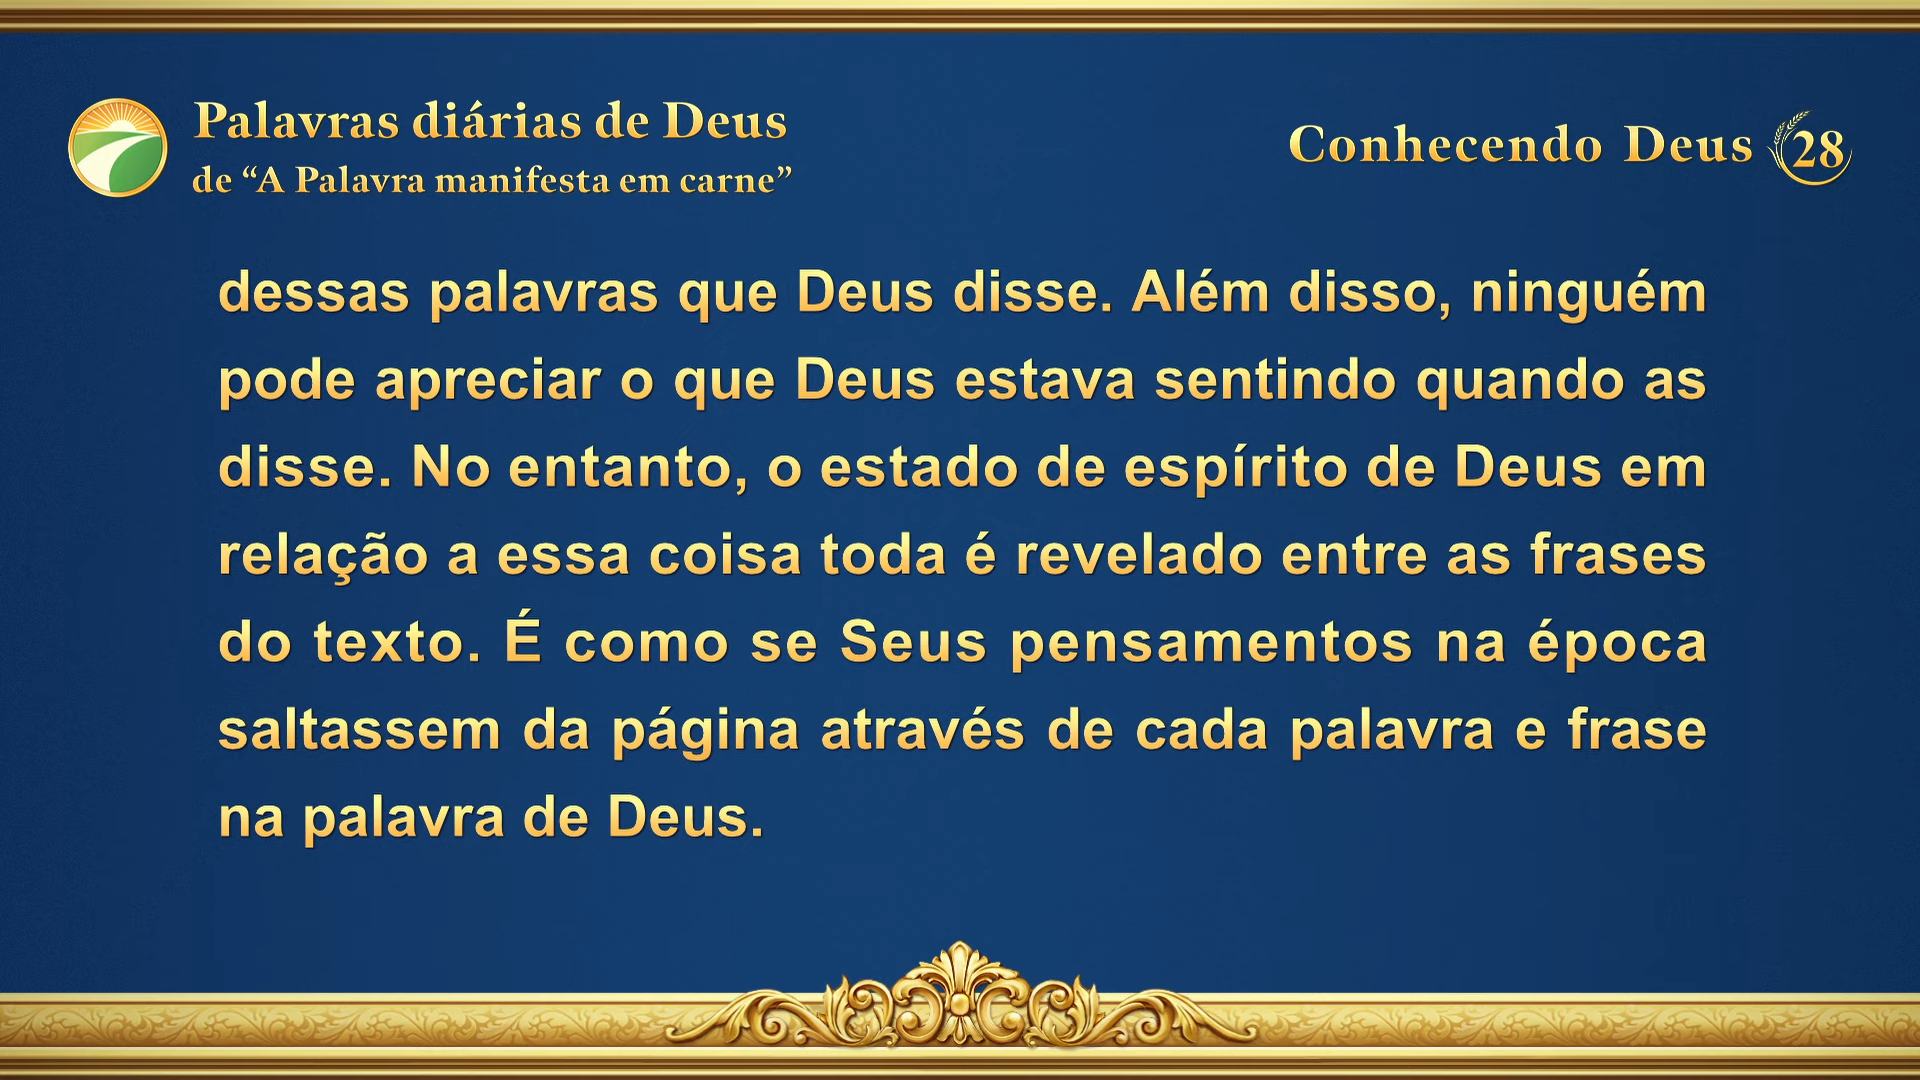 Palavras diárias de Deus
de “A Palavra manifesta em carne”
Conhecendo Deus 28
dessas palavras que Deus disse. Além disso, ninguém
pode apreciar o que Deus estava sentindo quando as
disse. No entanto, o estado de espírito de Deus em
relação a essa coisa toda é revelado entre as frases
do texto. É como se Seus pensamentos na época
saltassem da página através de cada palavra e frase
na palavra de Deus.